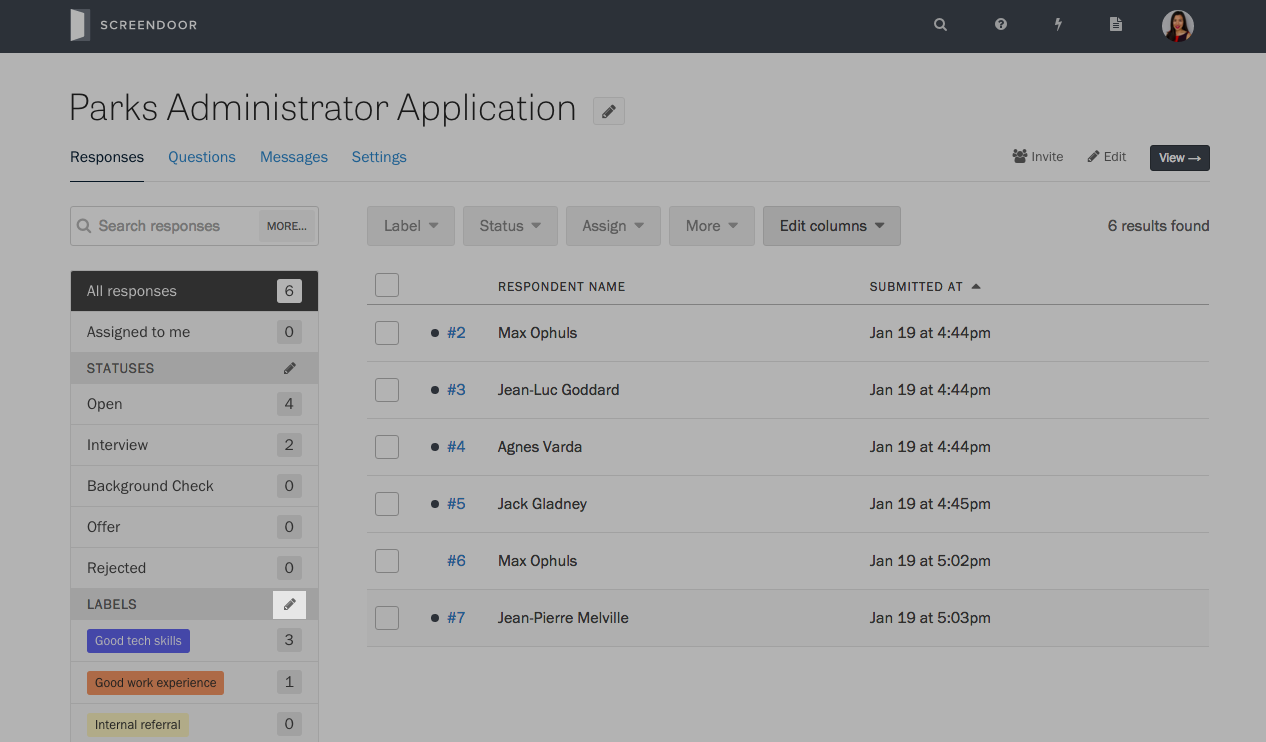 SCREENDOOR
Parks Administrator Application
Responses Questions Messages Settings Invite Edit View →
Search responses MORE... Label Status Assign More Edit columns 6 results found
All responses 6
Assigned to me 0
STATUSES
Open 4
Interview 2
Background Check 0
Offer 0
Rejected 0
LABELS
Good tech skills 3
Good work experience 1
Internal referral 0
RESPONDENT NAME SUBMITTED AT
#2 Max Ophuls Jan 19 at 4:44pm
#3 Jean-Luc Goddard Jan 19 at 4:44pm
#4 Agnes Varda Jan 19 at 4:44pm
#5 Jack Gladney Jan 19 at 4:45pm
#6 Max Ophuls Jan 19 at 5:02pm
#7 Jean-Pierre Melville Jan 19 at 5:03pm